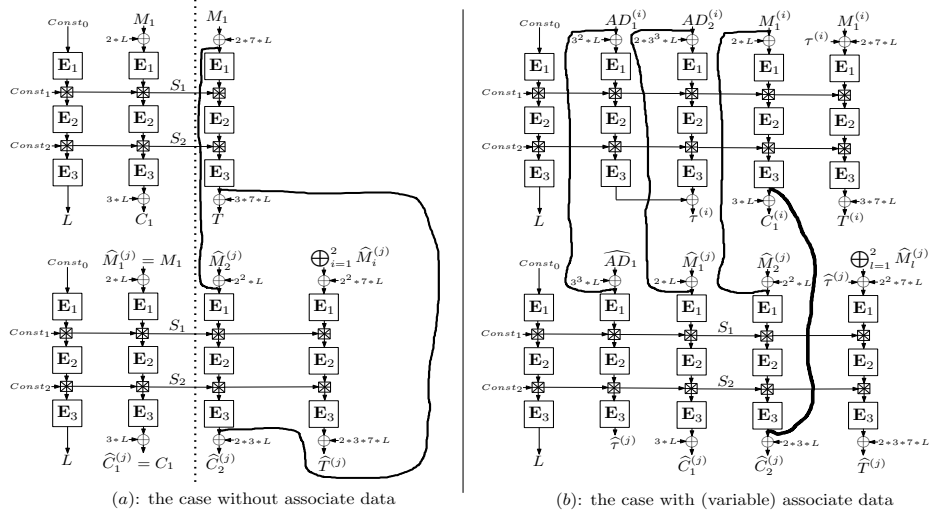 Const₀ M₁ M₁
2∗L 2∗7∗L
E₁ E₁ E₁
Const₁ S₁
E₂ E₂ E₂
Const₂ S₂
E₃ E₃ E₃
3∗L 3∗7∗L
L C₁ T
Const₀ M̂₁⁽ʲ⁾ = M₁ M̂₂⁽ʲ⁾ ⨁²ᵢ₌₁ M̂ᵢ⁽ʲ⁾
2∗L 2²∗L 2²∗7∗L
E₁ E₁ E₁ E₁
Const₁ S₁
E₂ E₂ E₂ E₂
Const₂ S₂
E₃ E₃ E₃ E₃
3∗L 2∗3∗L 2∗3∗7∗L
L Ĉ₁⁽ʲ⁾ = C₁ Ĉ₂⁽ʲ⁾ T̂⁽ʲ⁾
(a): the case without associate data
Const₀ AD₁⁽ⁱ⁾ AD₂⁽ⁱ⁾ M₁⁽ⁱ⁾ M₁⁽ⁱ⁾
3²∗L 2∗3³∗L 2∗L τ⁽ⁱ⁾ 2∗7∗L
E₁ E₁ E₁ E₁ E₁
Const₁
E₂ E₂ E₂ E₂ E₂
Const₂
E₃ E₃ E₃ E₃ E₃
3∗L 3∗7∗L
L τ⁽ⁱ⁾ C₁⁽ⁱ⁾ T⁽ⁱ⁾
Const₀ ÂD₁ M̂₁⁽ʲ⁾ M̂₂⁽ʲ⁾ ⨁²ₗ₌₁ M̂ₗ⁽ʲ⁾
3³∗L 2∗L 2²∗L τ̂⁽ʲ⁾ 2²∗7∗L
E₁ E₁ E₁ E₁ E₁
Const₁ S₁
E₂ E₂ E₂ E₂ E₂
Const₂ S₂
E₃ E₃ E₃ E₃ E₃
3∗L 2∗3∗L 2∗3∗7∗L
L τ̂⁽ʲ⁾ Ĉ₁⁽ʲ⁾ Ĉ₂⁽ʲ⁾ T̂⁽ʲ⁾
(b): the case with (variable) associate data